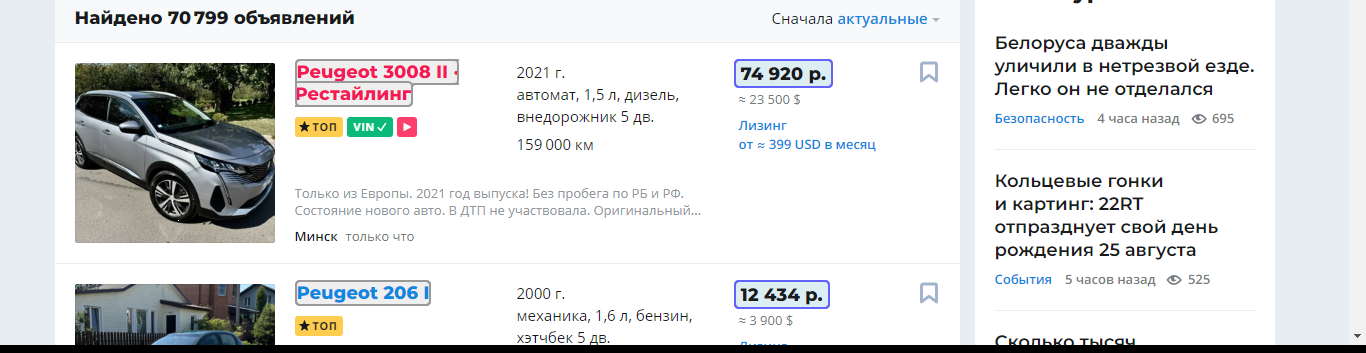 Найдено 70 799 объявлений
Сначала актуальные
Peugeot 3008 II ·
Рестайлинг
ТОП
VIN
2021 г.
автомат, 1,5 л, дизель,
внедорожник 5 дв.
159 000 км
74 920 р.
≈ 23 500 $
Лизинг
от ≈ 399 USD в месяц
Только из Европы. 2021 год выпуска! Без пробега по РБ и РФ.
Состояние нового авто. В ДТП не участвовала. Оригинальный...
Минск только что
Peugeot 206 I
ТОП
2000 г.
механика, 1,6 л, бензин,
хэтчбек 5 дв.
12 434 р.
≈ 3 900 $
Лизинг
Белоруса дважды
уличили в нетрезвой езде.
Легко он не отделался
Безопасность 4 часа назад 695
Кольцевые гонки
и картинг: 22RT
отпразднует свой день
рождения 25 августа
События 5 часов назад 525
Сколько тысяч